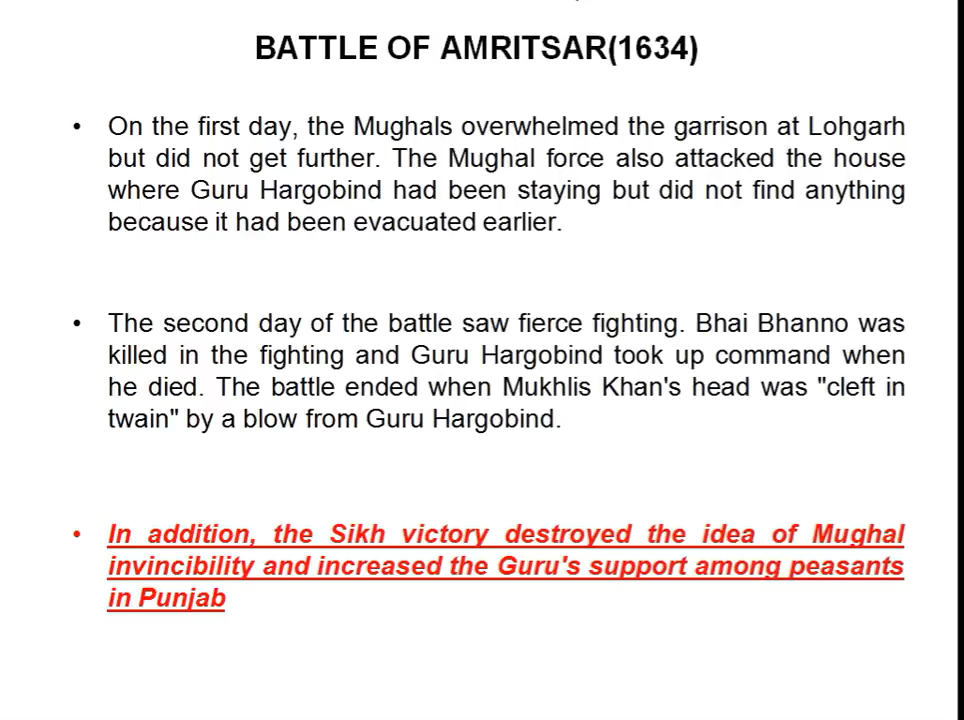 BATTLE OF AMRITSAR(1634)
• On the first day, the Mughals overwhelmed the garrison at Lohgarh
but did not get further. The Mughal force also attacked the house
where Guru Hargobind had been staying but did not find anything
because it had been evacuated earlier.
• The second day of the battle saw fierce fighting. Bhai Bhanno was
killed in the fighting and Guru Hargobind took up command when
he died. The battle ended when Mukhlis Khan's head was "cleft in
twain" by a blow from Guru Hargobind.
• In addition, the Sikh victory destroyed the idea of Mughal
invincibility and increased the Guru's support among peasants
in Punjab